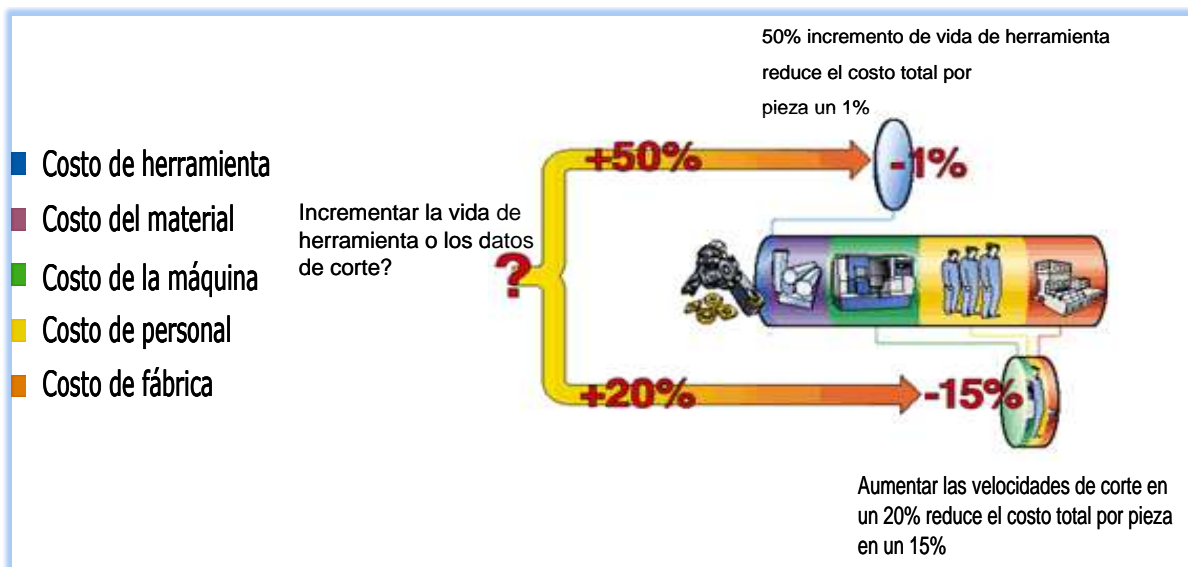 50% incremento de vida de herramienta
reduce el costo total por
pieza un 1%
Costo de herramienta
Costo del material
Costo de la máquina
Costo de personal
Costo de fábrica
Incrementar la vida de
herramienta o los datos
de corte?
?
+50%
-1%
+20%
-15%
Aumentar las velocidades de corte en
un 20% reduce el costo total por pieza
en un 15%